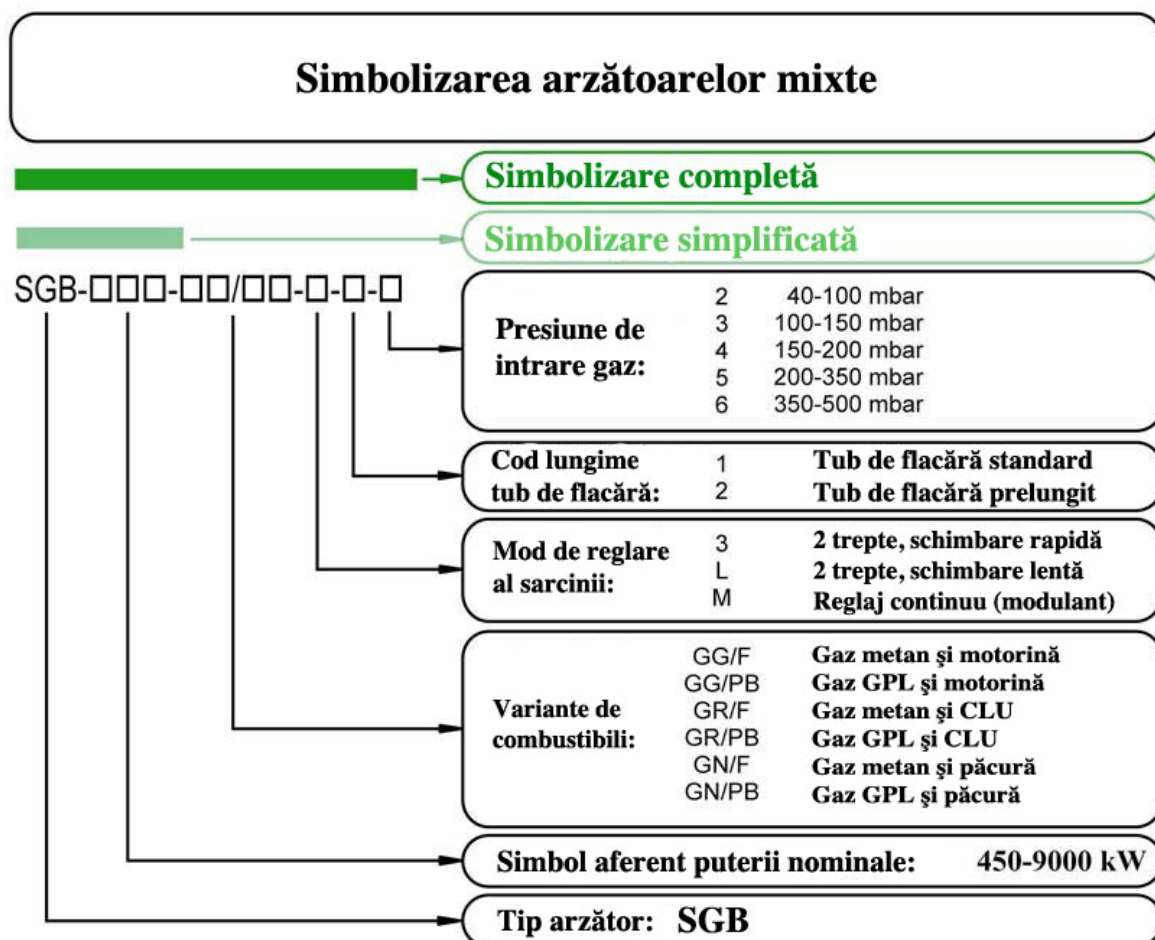 Simbolizarea arzătoarelor mixte
Simbolizare completă
Simbolizare simplificată
SGB-□□□-□□/□□-□-□-□
Presiune de intrare gaz:
2 40-100 mbar
3 100-150 mbar
4 150-200 mbar
5 200-350 mbar
6 350-500 mbar
Cod lungime
tub de flacără:
1 Tub de flacără standard
2 Tub de flacără prelungit
Mod de reglare
al sarcinii:
3 2 trepte, schimbare rapidă
L 2 trepte, schimbare lentă
M Reglaj continuu (modulant)
Variante de
combustibili:
GG/F Gaz metan şi motorină
GG/PB Gaz GPL şi motorină
GR/F Gaz metan şi CLU
GR/PB Gaz GPL şi CLU
GN/F Gaz metan şi păcură
GN/PB Gaz GPL şi păcură
Simbol aferent puterii nominale: 450-9000 kW
Tip arzător: SGB